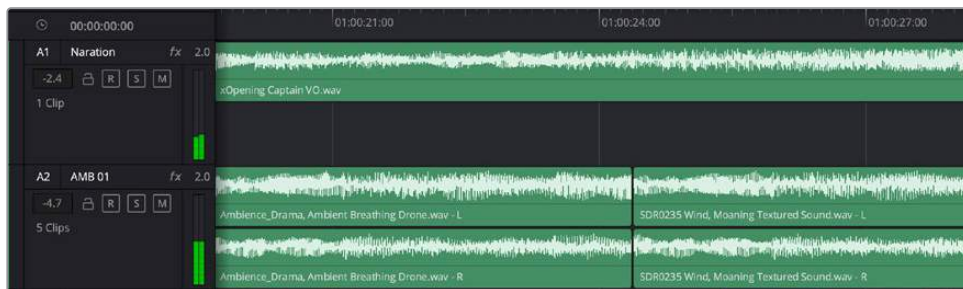 00:00:00:00
01:00:21:00 01:00:24:00 01:00:27:00
A1 Naration fx 2.0
-2.4 R S M
xOpening Captain VO.wav
1 Clip
A2 AMB 01 fx 2.0
-4.7 R S M
Ambience_Drama, Ambient Breathing Drone.wav - L SDR0235 Wind, Moaning Textured Sound.wav - L
5 Clips
Ambience_Drama, Ambient Breathing Drone.wav - R SDR0235 Wind, Moaning Textured Sound.wav - R